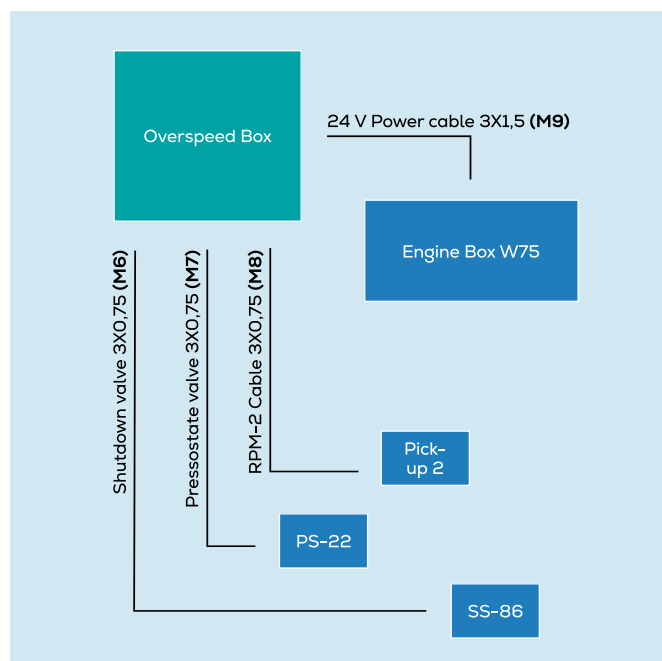 24 V Power cable 3X1,5 (M9)
Overspeed Box
Engine Box W75
Shutdown valve 3X0,75 (M6)
Pressostate valve 3X0,75 (M7)
RPM-2 Cable 3X0,75 (M8)
Pick-
up 2
PS-22
SS-86